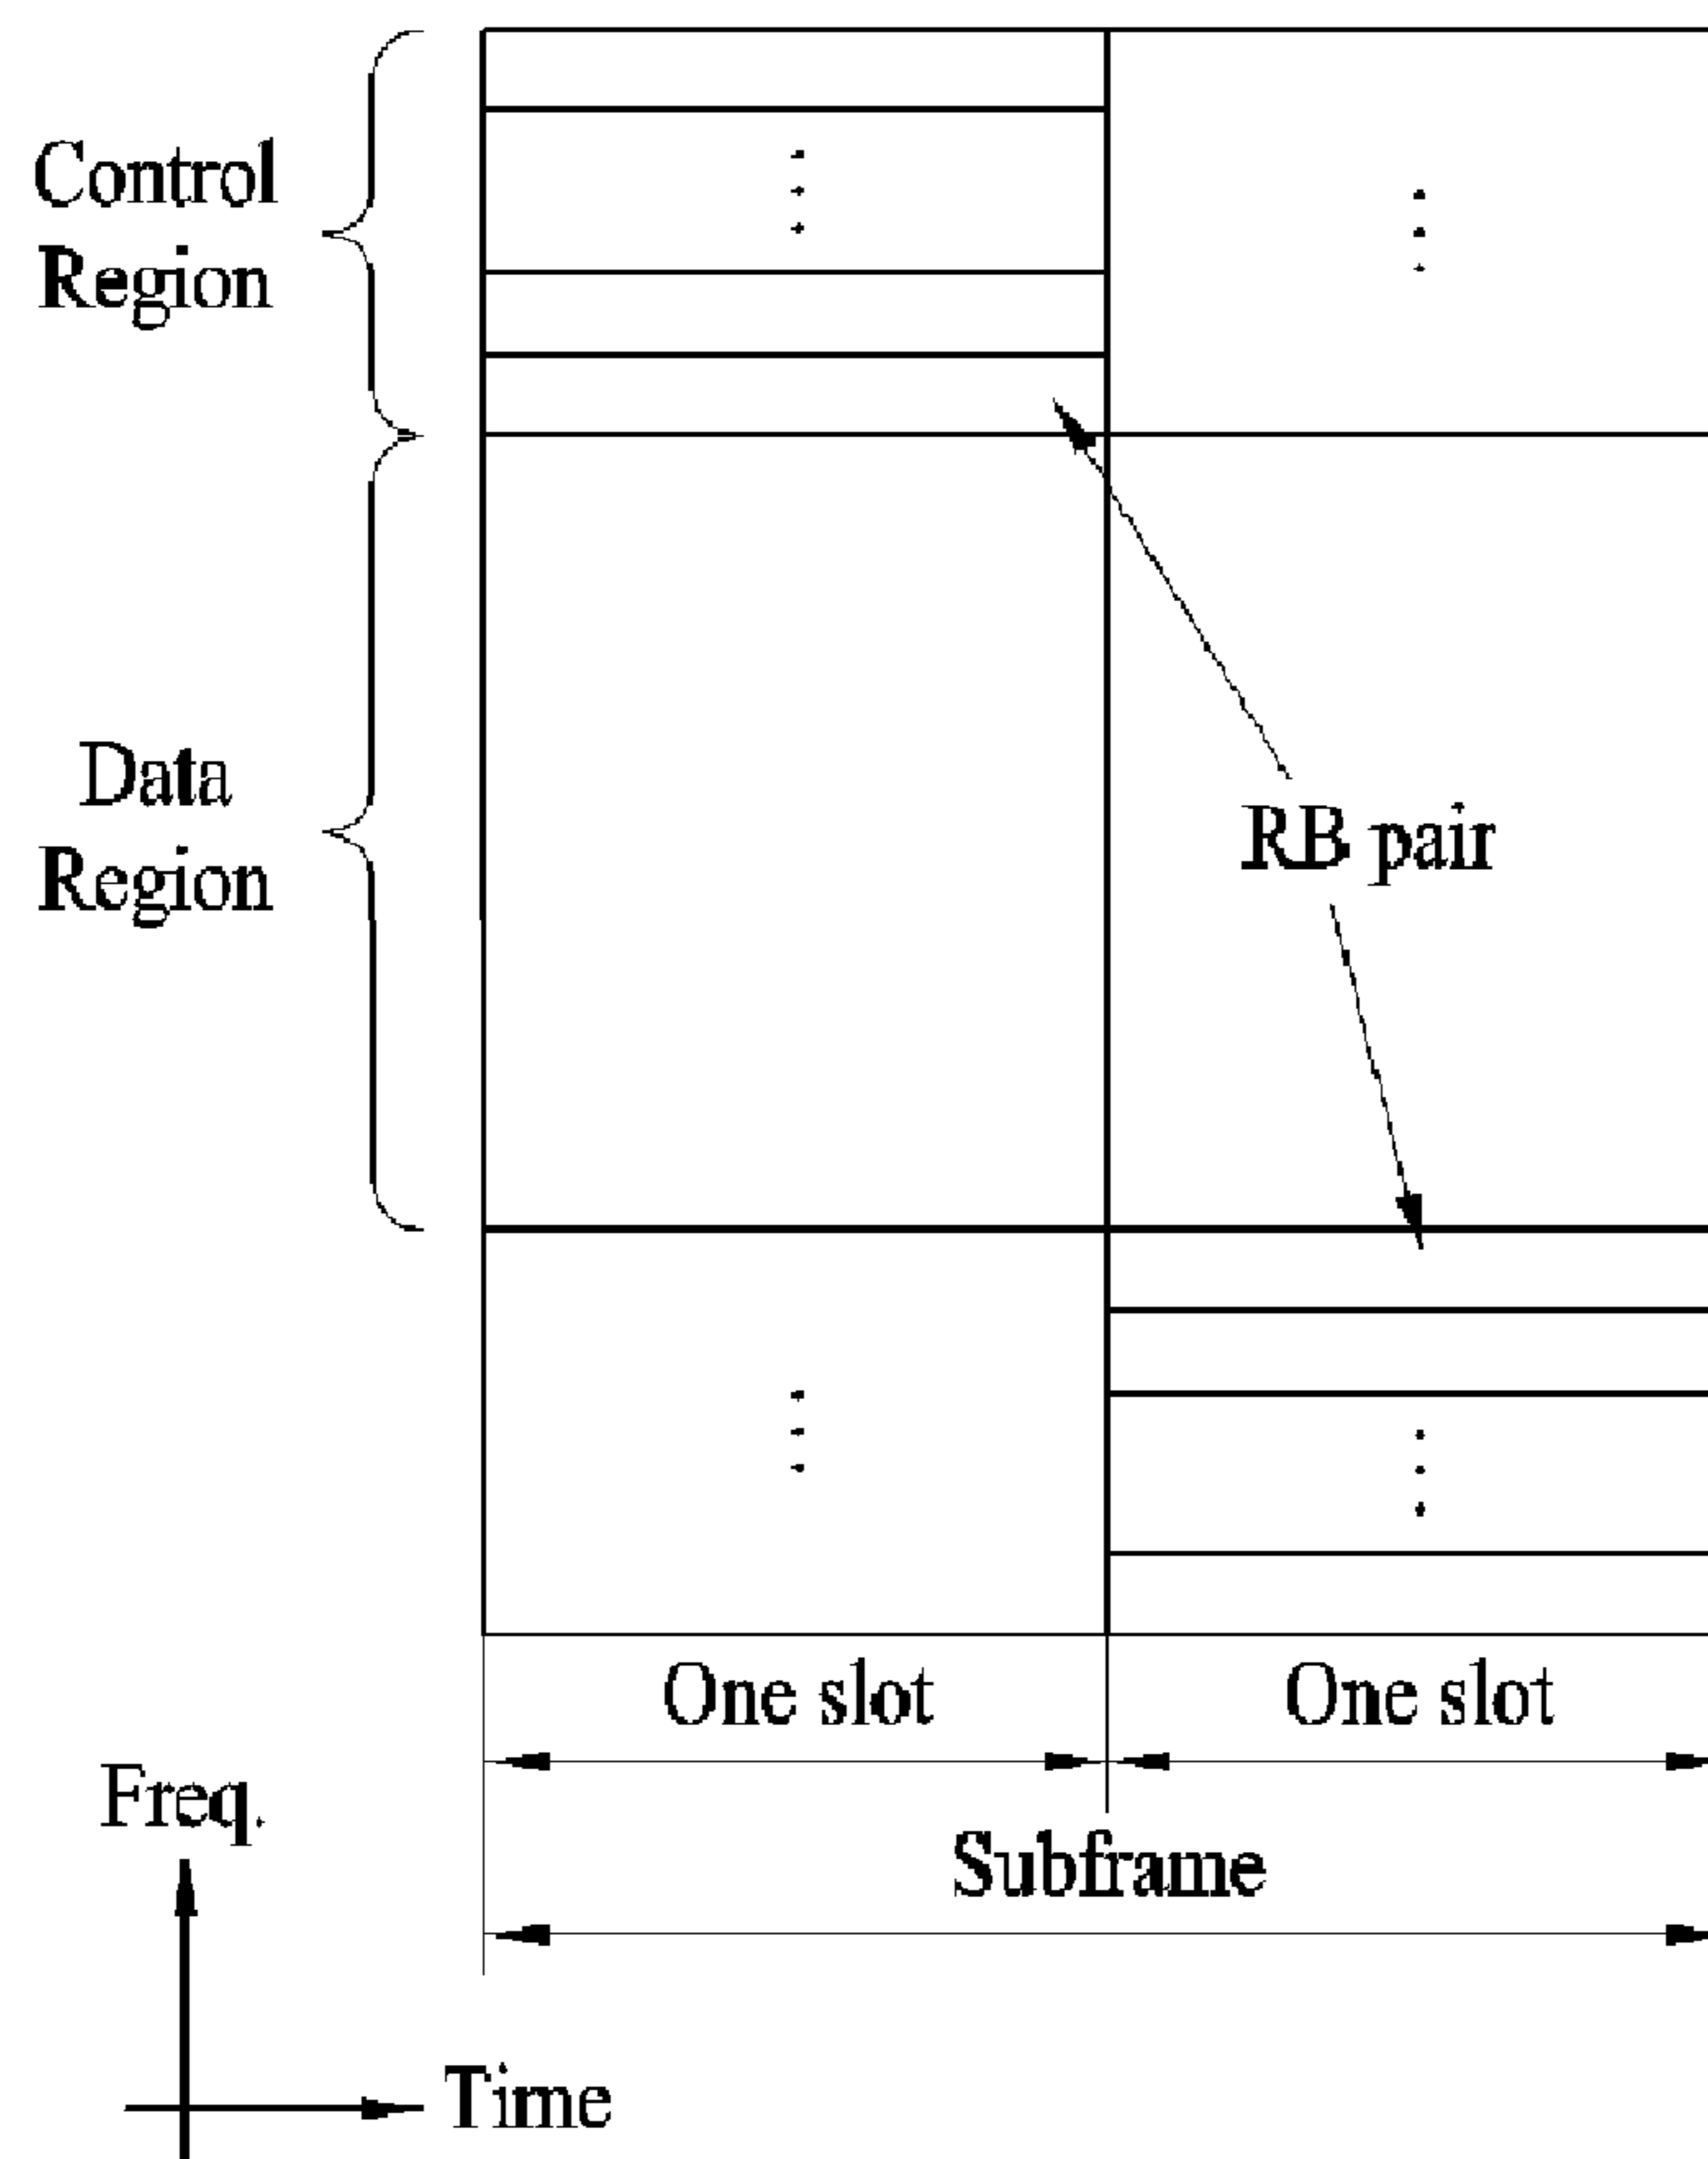 Control
Region
Data
Region
RB pair
One slot
One slot
Freq.
Subframe
Time